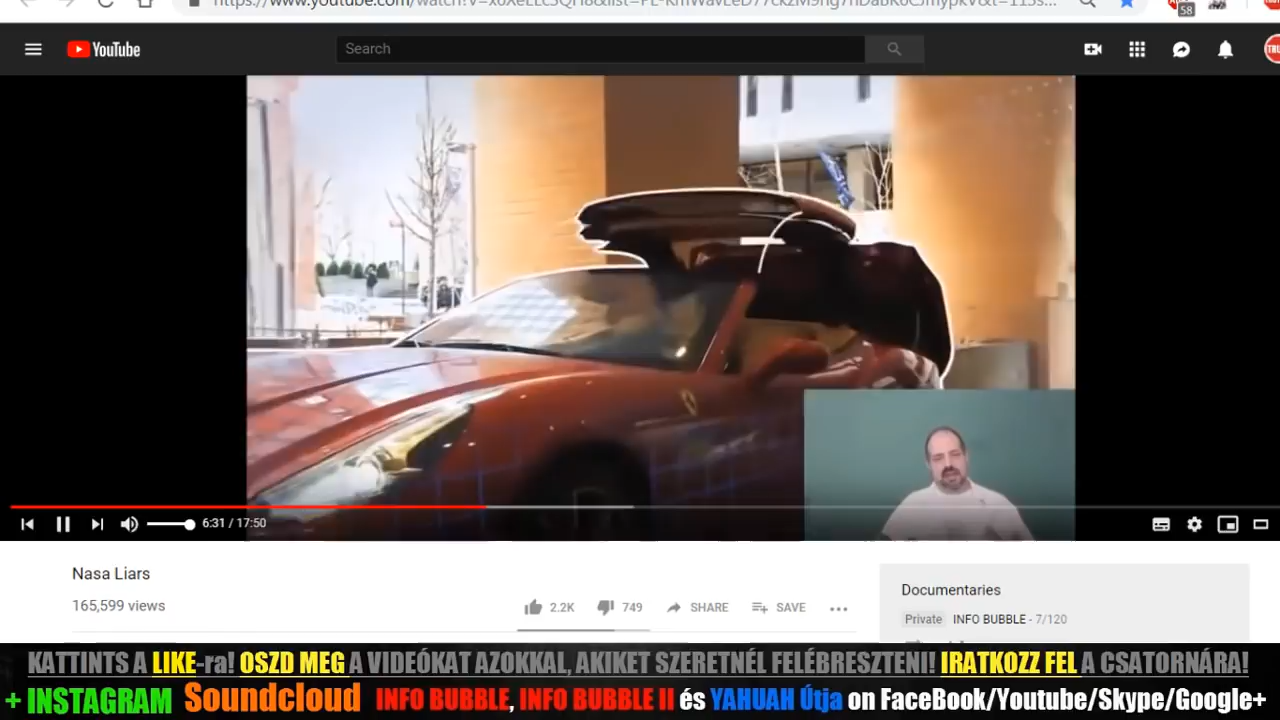 YouTube
Search
58
6:31 / 17:50
Nasa Liars
165,599 views
2.2K 749 SHARE SAVE
Documentaries
Private INFO BUBBLE - 7/120
KATTINTS A LIKE-ra! OSZD MEG A VIDEÓKAT AZOKKAL, AKIKET SZERETNÉL FELÉBRESZTENI! IRATKOZZ FEL A CSATORNÁRA!
+ INSTAGRAM Soundcloud INFO BUBBLE, INFO BUBBLE II és YAHUAH Útja on FaceBook/Youtube/Skype/Google+